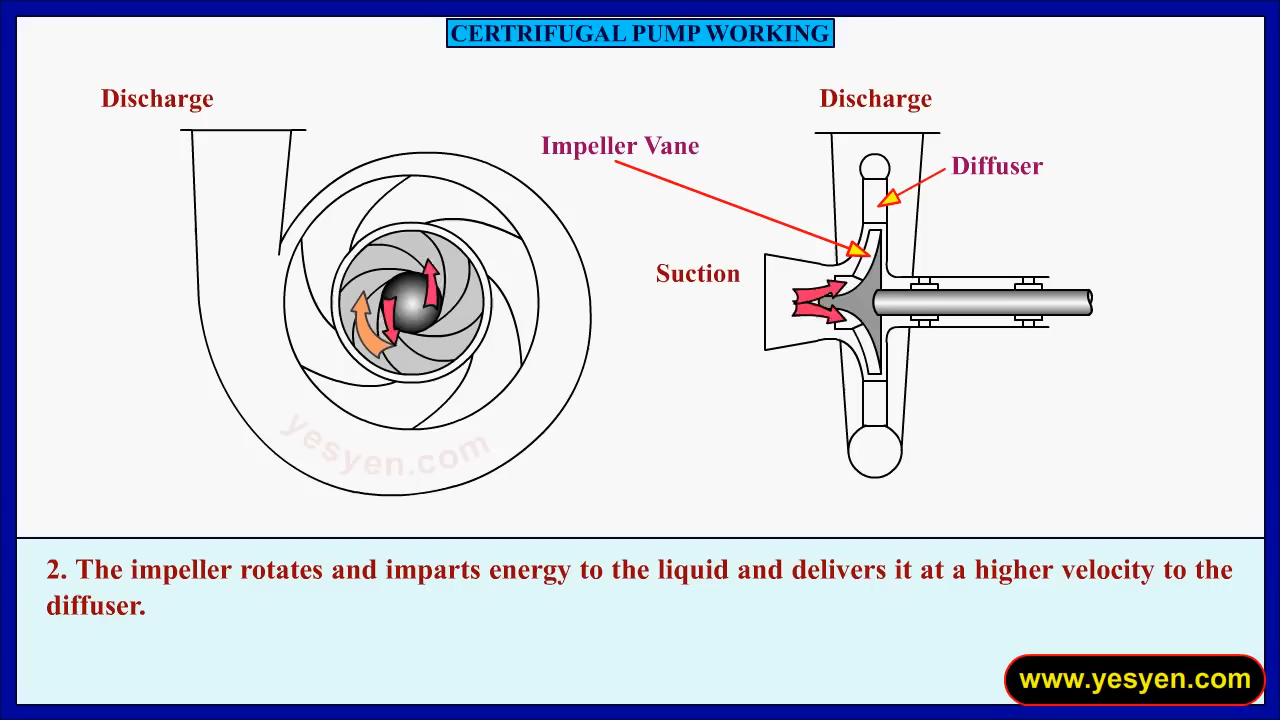 CERTRIFUGAL PUMP WORKING
Discharge
Discharge
Impeller Vane
Diffuser
Suction
yesyen.com
2. The impeller rotates and imparts energy to the liquid and delivers it at a higher velocity to the
diffuser.
www.yesyen.com